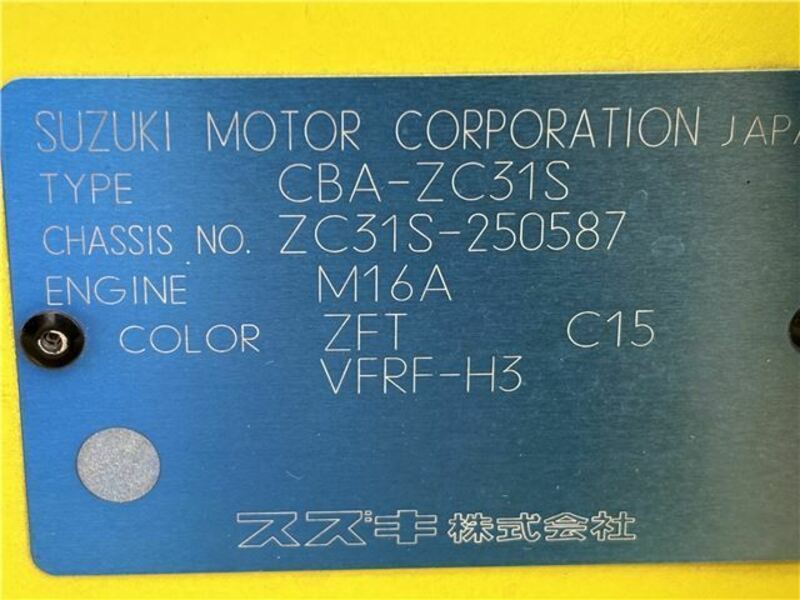 SUZUKI MOTOR CORPORATION JAPA
TYPE CBA-ZC31S
CHASSIS NO. ZC31S-250587
ENGINE M16A
COLOR ZFT C15
VFRF-H3
スズキ株式会社